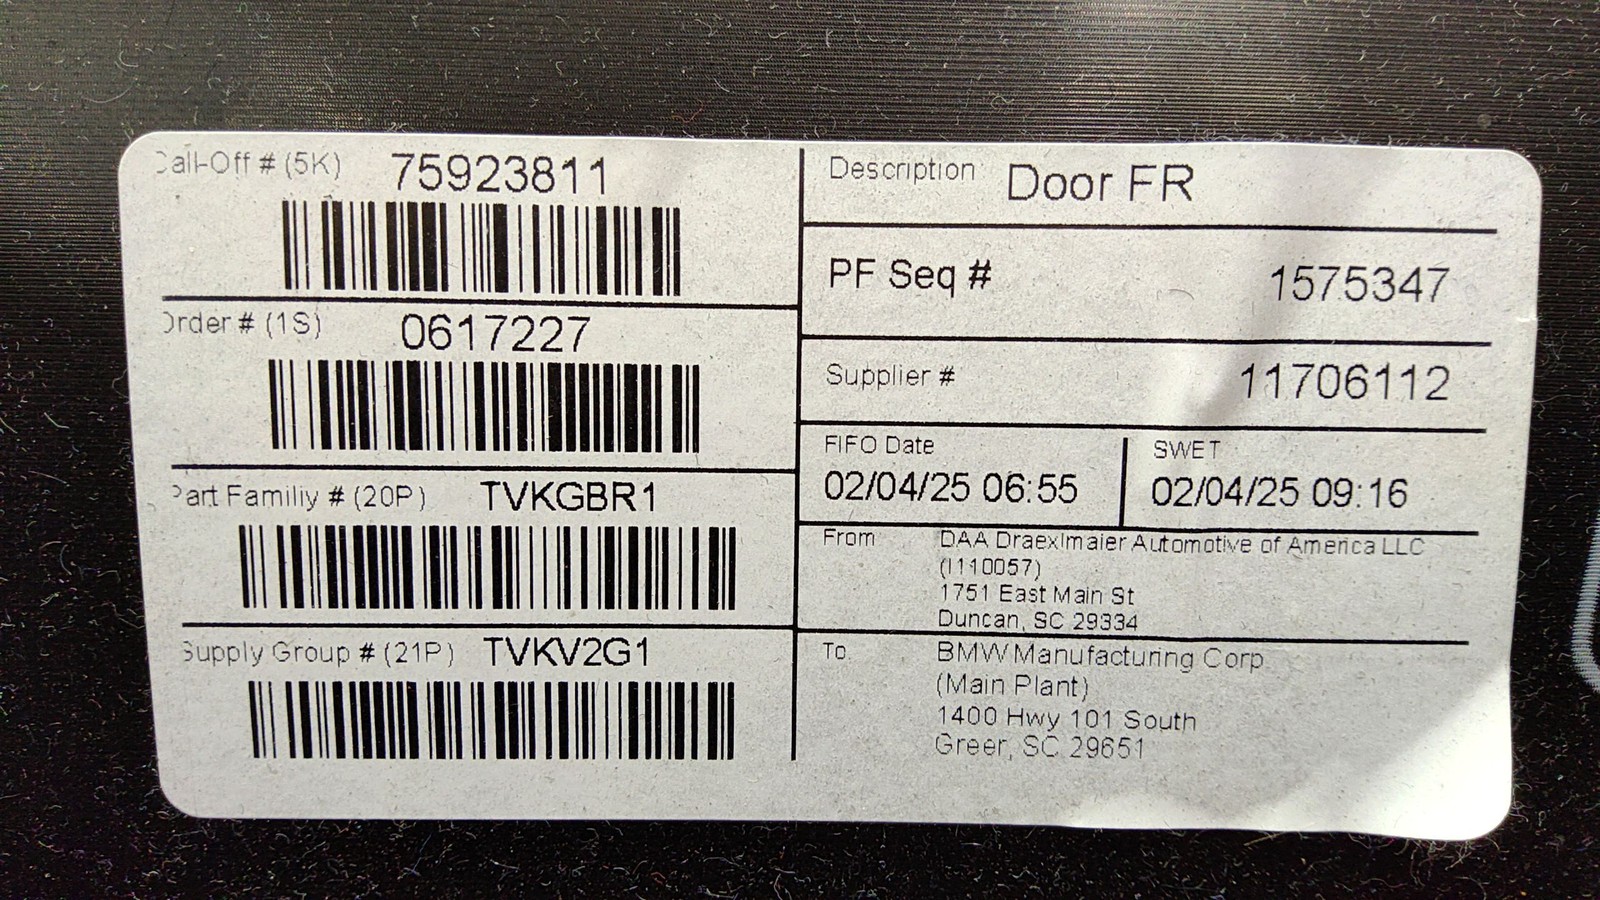 Call-Off # (5K) 75923811
Order # (1S) 0617227
Part Familiy # (20P) TVKGBR1
Supply Group # (21P) TVKV2G1
Description Door FR
PF Seq # 1575347
Supplier # 11706112
FIFO Date
02/04/25 06:55
SWET
02/04/25 09:16
From DAA Draexlmaier Automotive of America LLC
(I110057)
1751 East Main St
Duncan, SC 29334
To BMW Manufacturing Corp
(Main Plant)
1400 Hwy 101 South
Greer, SC 29651